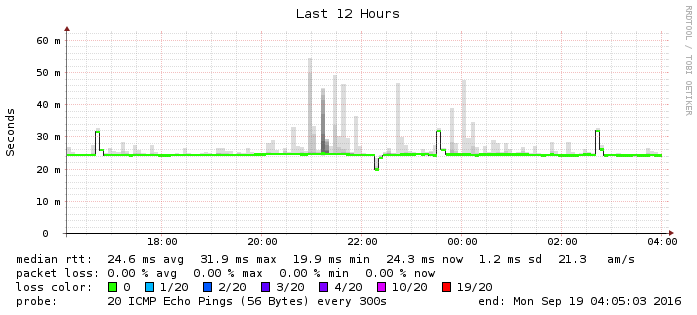 Last 12 Hours
RRDTOOL / TOBI OETIKER
Seconds
60 m
50 m
40 m
30 m
20 m
10 m
0
18:00 20:00 22:00 00:00 02:00 04:00
median rtt: 24.6 ms avg 31.9 ms max 19.9 ms min 24.3 ms now 1.2 ms sd 21.3 am/s
packet loss: 0.00 % avg 0.00 % max 0.00 % min 0.00 % now
loss color: 0 1/20 2/20 3/20 4/20 10/20 19/20
probe: 20 ICMP Echo Pings (56 Bytes) every 300s end: Mon Sep 19 04:05:03 2016